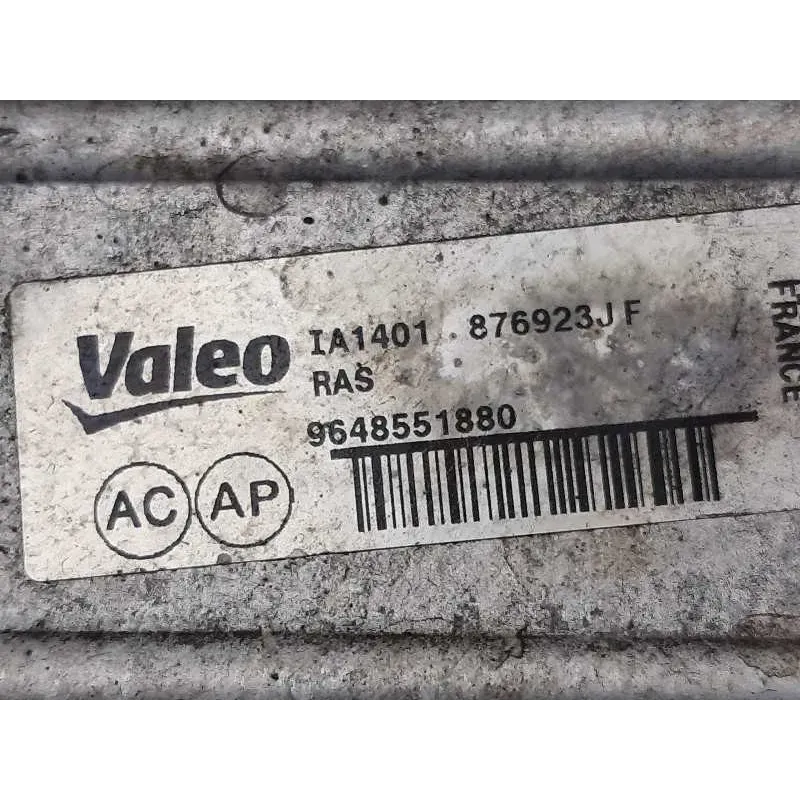 Valeo
IA1401 876923J F
RAS
9648551880
AC AP
FRANCE